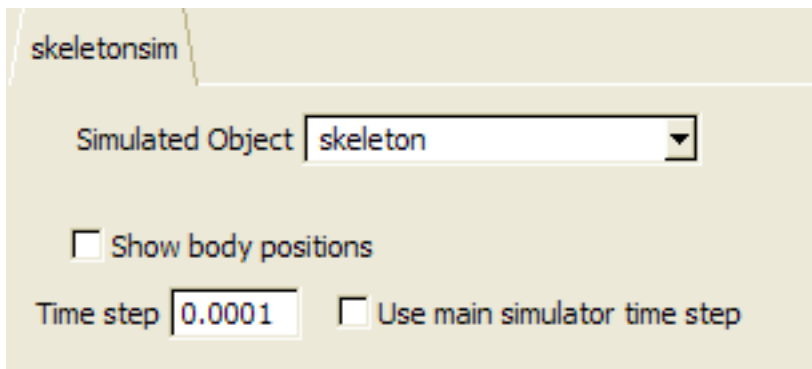 skeletonsim
Simulated Object skeleton
Show body positions
Time step 0.0001 Use main simulator time step